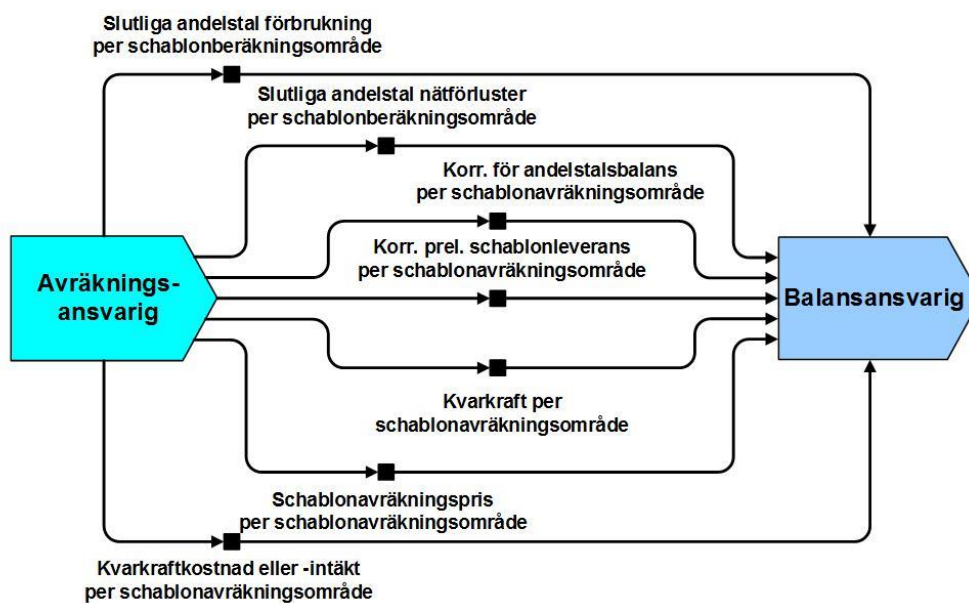 Slutliga andelstal förbrukning
per schablonberäkningsområde
Slutliga andelstal nätförluster
per schablonberäkningsområde
Korr. för andelstalsbalans
per schablonavräkningsområde
Korr. prel. schablonleverans
per schablonavräkningsområde
Avräknings-
ansvarig
Balansansvarig
Kvarkraft per
schablonavräkningsområde
Schablonavräkningspris
per schablonavräkningsområde
Kvarkraftkostnad eller -intäkt
per schablonavräkningsområde